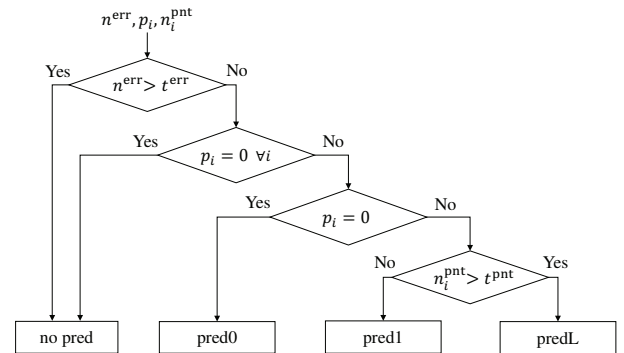 n^err, p_i, n_i^pnt
Yes
No
n^err > t^err
Yes
No
p_i = 0 ∀i
Yes
No
p_i = 0
No
Yes
n_i^pnt > t^pnt
no pred
pred0
pred1
predL